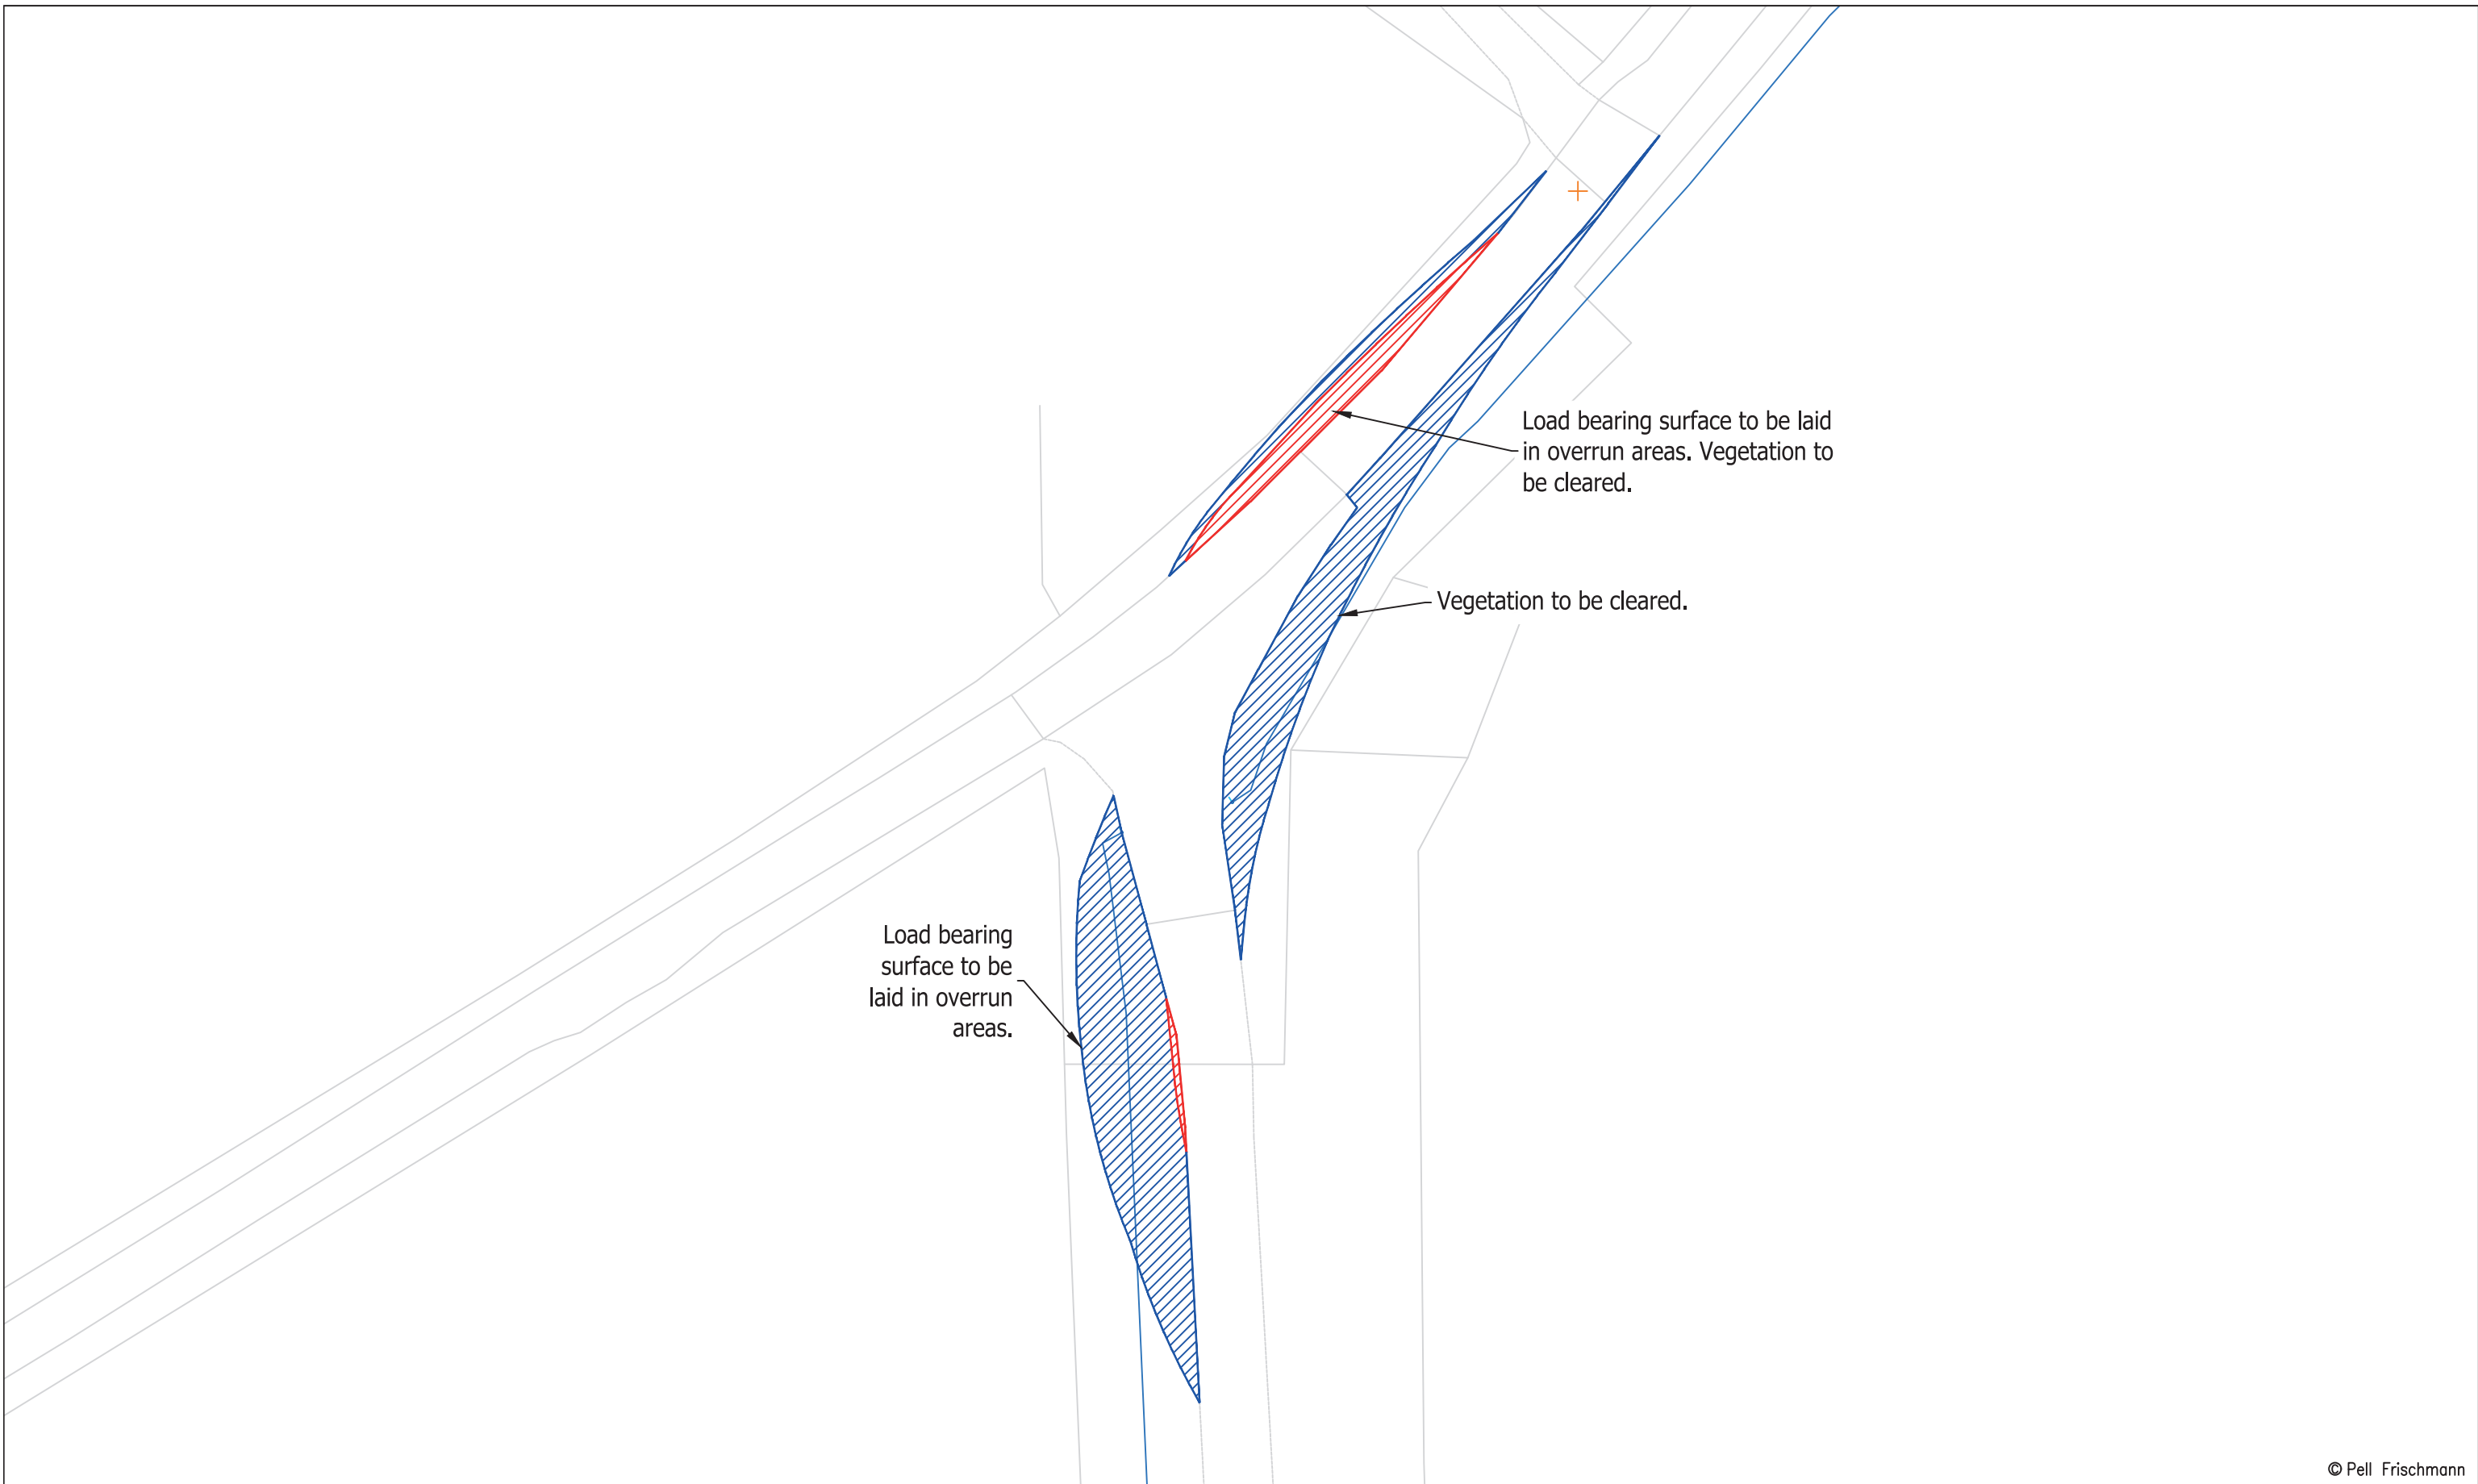 Load bearing surface to be laid
in overrun areas. Vegetation to
be cleared.
Vegetation to be cleared.
Load bearing
surface to be
laid in overrun
areas.
© Pell Frischmann